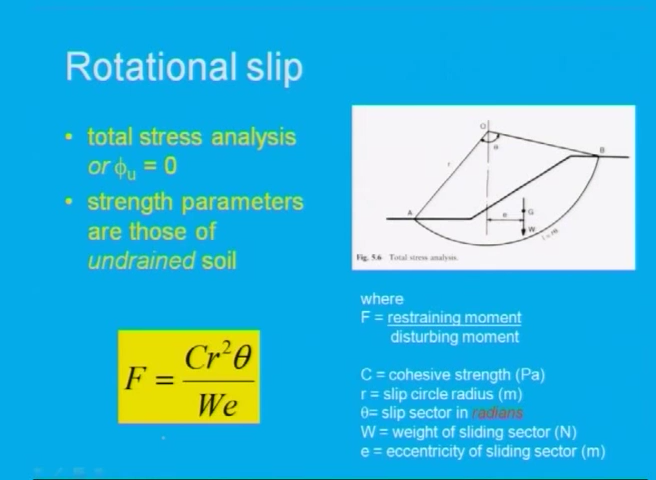 Rotational slip
• total stress analysis
or ϕu = 0
• strength parameters
are those of
undrained soil
F = Cr²θ
We
O
θ
r
B
A
e
G
W
Fig. 5.6 Total stress analysis.
where
F = restraining moment
disturbing moment
C = cohesive strength (Pa)
r = slip circle radius (m)
θ= slip sector in radians
W = weight of sliding sector (N)
e = eccentricity of sliding sector (m)